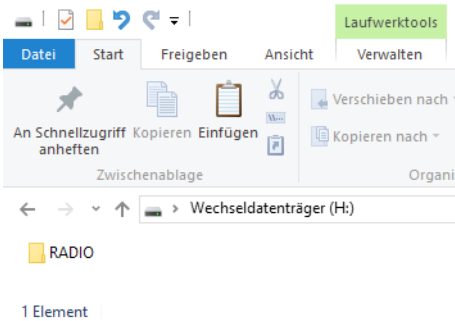 Laufwerktools
Datei Start Freigeben Ansicht Verwalten
An Schnellzugriff anheften
Kopieren
Einfügen
Verschieben nach
Kopieren nach
Zwischenablage
Organi
Wechseldatenträger (H:)
RADIO
1 Element